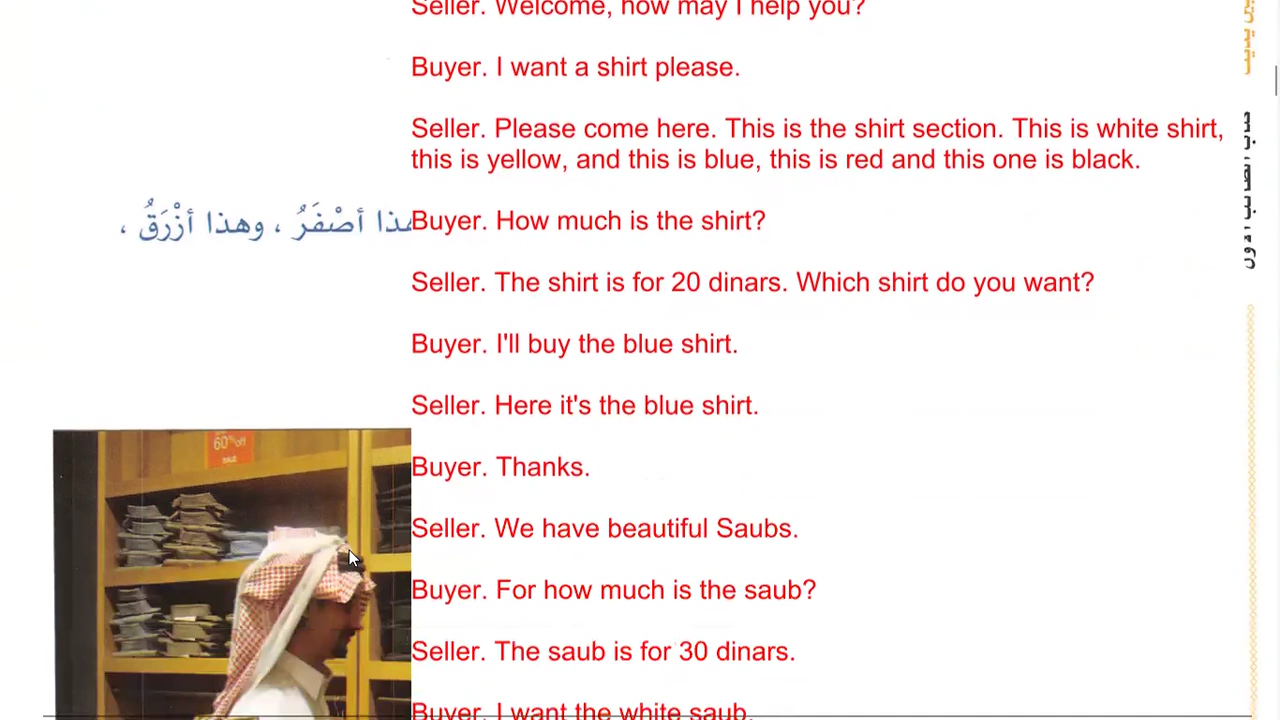 Seller. Welcome, how may I help you?
Buyer. I want a shirt please.
Seller. Please come here. This is the shirt section. This is white shirt,
this is yellow, and this is blue, this is red and this one is black.
هذا أصْفَرُ ، وهذا أزْرَقُ ،
Buyer. How much is the shirt?
Seller. The shirt is for 20 dinars. Which shirt do you want?
Buyer. I'll buy the blue shirt.
Seller. Here it's the blue shirt.
60% off
Buyer. Thanks.
Seller. We have beautiful Saubs.
Buyer. For how much is the saub?
Seller. The saub is for 30 dinars.
Buyer. I want the white saub.